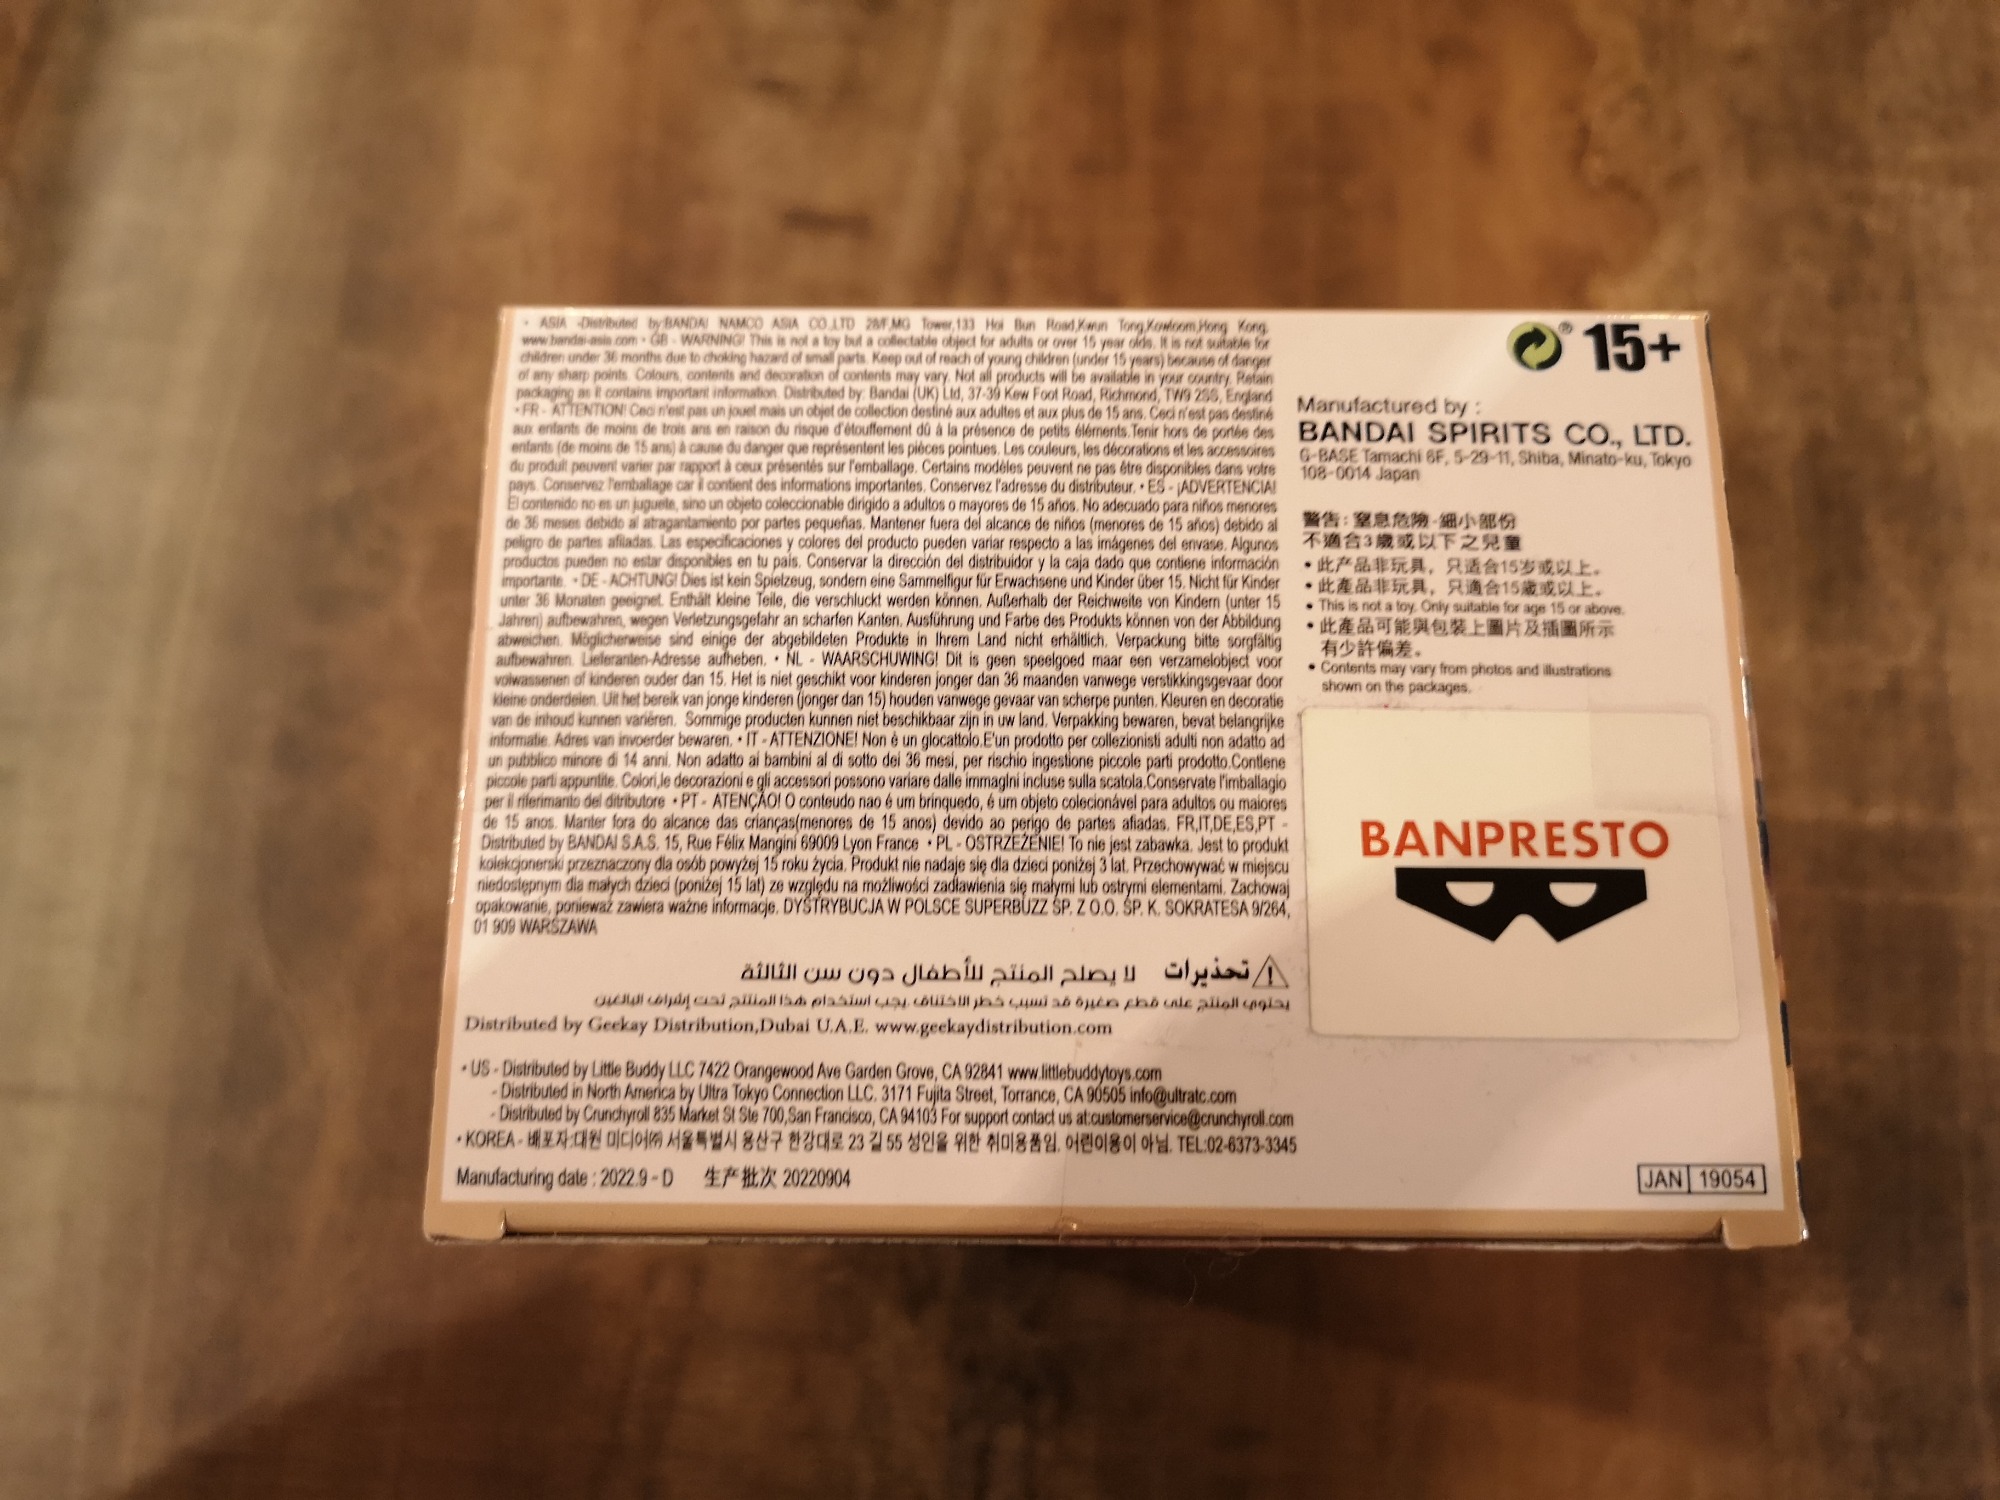 • ASIA -Distributed by:BANDAI NAMCO ASIA CO.,LTD 28/F,MG Tower,133 Hoi Bun Road,Kwun Tong,Kowloom,Hong Kong.
www.bandai-asia.com • GB - WARNING! This is not a toy but a collectable object for adults or over 15 year olds. It is not suitable for
children under 36 months due to choking hazard of small parts. Keep out of reach of young children (under 15 years) because of danger
of any sharp points. Colours, contents and decoration of contents may vary. Not all products will be available in your country. Retain
packaging as it contains important information. Distributed by: Bandai (UK) Ltd, 37-39 Kew Foot Road, Richmond, TW9 2SS, England
• FR - ATTENTION! Ceci n'est pas un jouet mais un objet de collection destiné aux adultes et aux plus de 15 ans. Ceci n'est pas destiné
aux enfants de moins de trois ans en raison du risque d'étouffement dû à la présence de petits éléments.Tenir hors de portée des
enfants (de moins de 15 ans) à cause du danger que représentent les pièces pointues. Les couleurs, les décorations et les accessoires
du produit peuvent varier par rapport à ceux présentés sur l'emballage. Certains modèles peuvent ne pas être disponibles dans votre
pays. Conservez l'emballage car il contient des informations importantes. Conservez l'adresse du distributeur. • ES - ¡ADVERTENCIA!
El contenido no es un juguete, sino un objeto coleccionable dirigido a adultos o mayores de 15 años. No adecuado para niños menores
de 36 meses debido al atragantamiento por partes pequeñas. Mantener fuera del alcance de niños (menores de 15 años) debido al
peligro de partes afiladas. Las especificaciones y colores del producto pueden variar respecto a las imágenes del envase. Algunos
productos pueden no estar disponibles en tu país. Conservar la dirección del distribuidor y la caja dado que contiene información
importante. • DE - ACHTUNG! Dies ist kein Spielzeug, sondern eine Sammelfigur für Erwachsene und Kinder über 15. Nicht für Kinder
unter 36 Monaten geeignet. Enthält kleine Teile, die verschluckt werden können. Außerhalb der Reichweite von Kindern (unter 15
Jahren) aufbewahren, wegen Verletzungsgefahr an scharfen Kanten. Ausführung und Farbe des Produkts können von der Abbildung
abweichen. Möglicherweise sind einige der abgebildeten Produkte in Ihrem Land nicht erhältlich. Verpackung bitte sorgfältig
aufbewahren. Lieferanten-Adresse aufheben. • NL - WAARSCHUWING! Dit is geen speelgoed maar een verzamelobject voor
volwassenen of kinderen ouder dan 15. Het is niet geschikt voor kinderen jonger dan 36 maanden vanwege verstikkingsgevaar door
kleine onderdelen. Uit het bereik van jonge kinderen (jonger dan 15) houden vanwege gevaar van scherpe punten. Kleuren en decoratie
van de inhoud kunnen variëren. Sommige producten kunnen niet beschikbaar zijn in uw land. Verpakking bewaren, bevat belangrijke
informatie. Adres van invoerder bewaren. • IT - ATTENZIONE! Non è un glocattolo.E'un prodotto per collezionisti adulti non adatto ad
un pubblico minore di 14 anni. Non adatto ai bambini al di sotto dei 36 mesi, per rischio ingestione piccole parti prodotto.Contlene
piccole parti appuntite. Colori,le decorazioni e gli accessori possono variare dalle immagini incluse sulla scatola.Conservate l'imballagio
per il riferimanto del ditributore • PT - ATENÇÃO! O conteudo nao é um brinquedo, é um objeto colecionável para adultos ou maiores
de 15 anos. Manter fora do alcance das crianças(menores de 15 anos) devido ao perigo de partes afiadas. FR,IT,DE,ES,PT -
Distributed by BANDAI S.A.S. 15, Rue Félix Mangini 69009 Lyon France • PL - OSTRZEŻENIE! To nie jest zabawka. Jest to produkt
kolekcjonerski przeznaczony dla osób powyżej 15 roku życia. Produkt nie nadaje się dla dzieci poniżej 3 lat. Przechowywać w miejscu
niedostępnym dla małych dzieci (poniżej 15 lat) ze względu na możliwości zadławienia się małymi lub ostrymi elementami. Zachowaj
opakowanie, ponieważ zawiera ważne informacje. DYSTRYBUCJA W POLSCE SUPERBUZZ SP. Z O.O. SP. K. SOKRATESA 9/264,
01 909 WARSZAWA
تحذيرات لا يصلح المنتج للأطفال دون سن الثالثة
يحتوي المنتج على قطع صغيرة قد تسبب خطر الاختناق. يجب استخدام هذا المنتج تحت إشراف البالغين
Distributed by Geekay Distribution,Dubai U.A.E. www.geekaydistribution.com
• US - Distributed by Little Buddy LLC 7422 Orangewood Ave Garden Grove, CA 92841 www.littlebuddytoys.com
- Distributed in North America by Ultra Tokyo Connection LLC. 3171 Fujita Street, Torrance, CA 90505 info@ultratc.com
- Distributed by Crunchyroll 835 Market St Ste 700,San Francisco, CA 94103 For support contact us at:customerservice@crunchyroll.com
• KOREA - 배포자:대원 미디어㈜ 서울특별시 용산구 한강대로 23 길 55 성인을 위한 취미용품임. 어린이용이 아님. TEL:02-6373-3345
Manufacturing date : 2022.9 - D 生产批次 20220904
® 15+
Manufactured by :
BANDAI SPIRITS CO., LTD.
G-BASE Tamachi 6F, 5-29-11, Shiba, Minato-ku, Tokyo
108-0014 Japan
警告 : 窒息危險 - 細小部份
不適合3歲或以下之兒童
• 此产品非玩具，只适合15岁或以上。
• 此產品非玩具，只適合15歲或以上。
• This is not a toy. Only suitable for age 15 or above.
• 此產品可能與包裝上圖片及插圖所示
有少許偏差。
• Contents may vary from photos and illustrations
shown on the packages.
BANPRESTO
JAN 19054